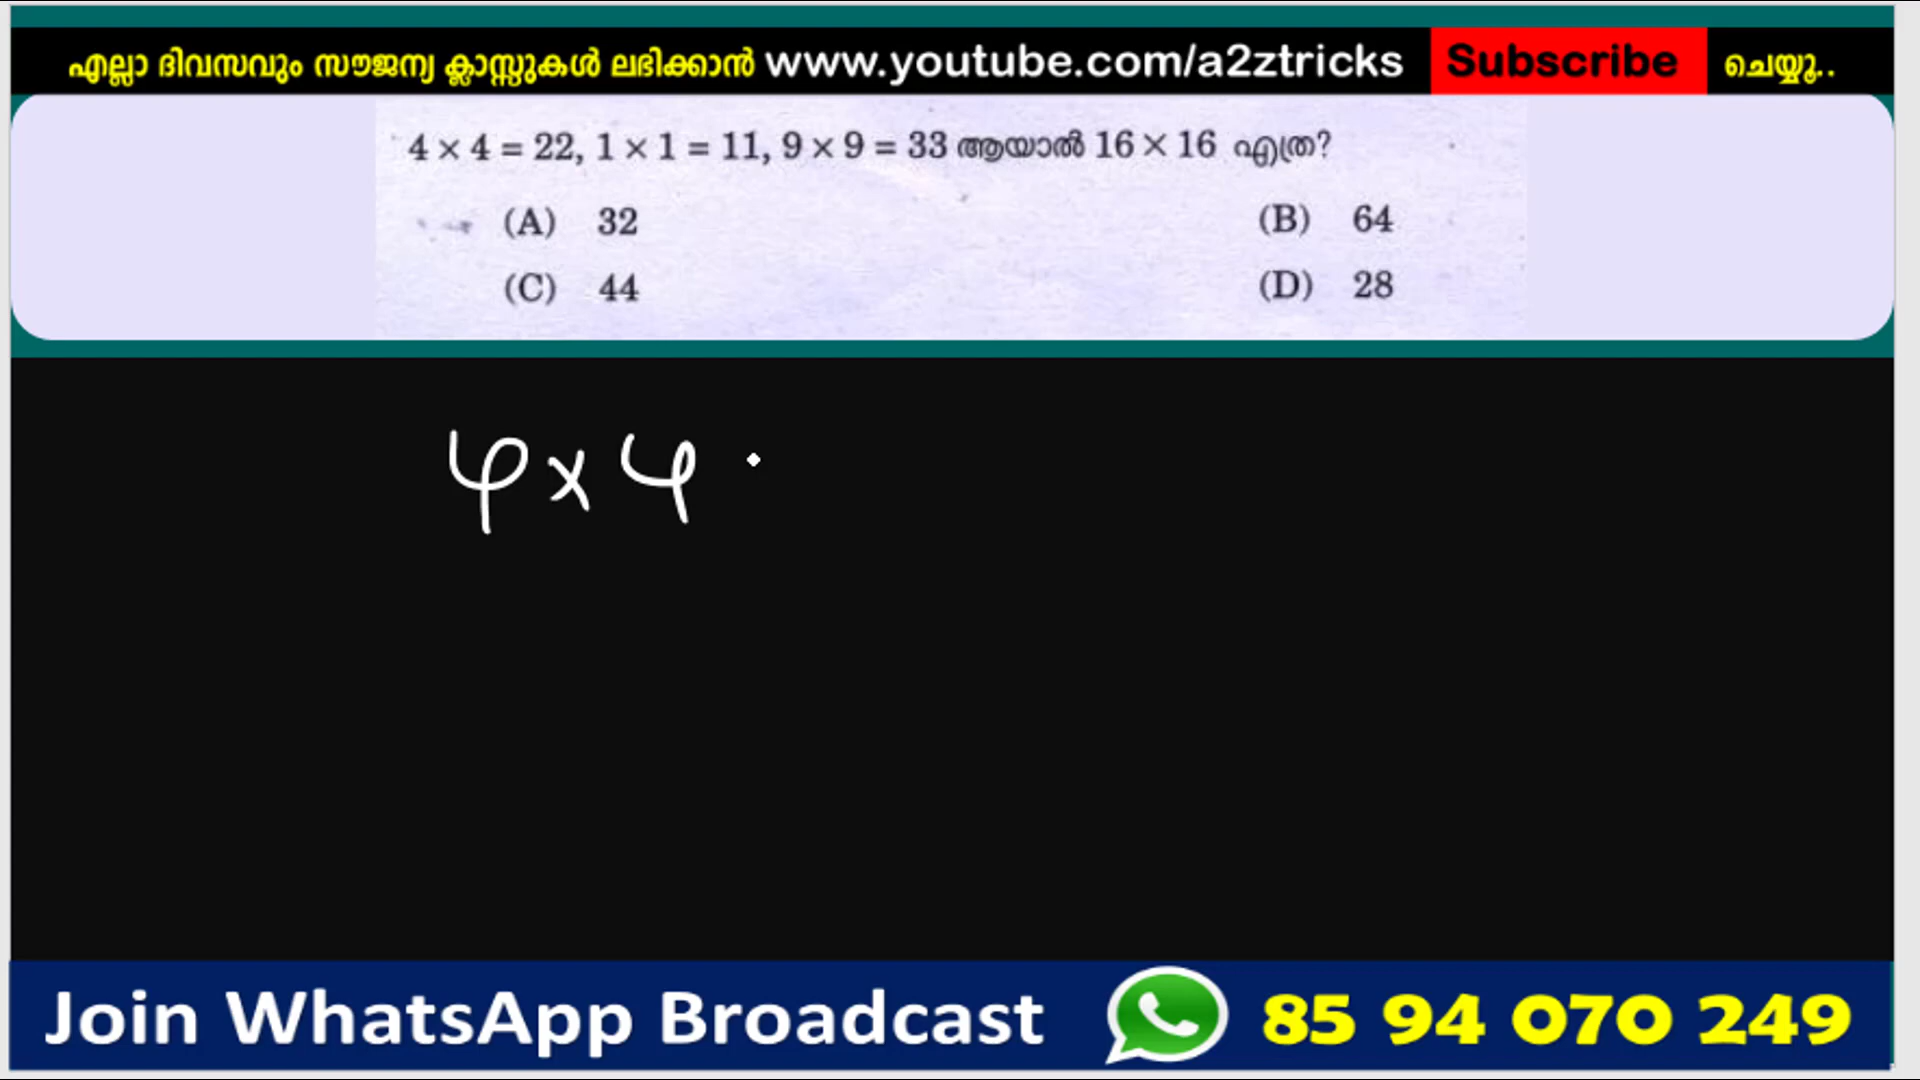 എല്ലാ ദിവസവും സൗജന്യ ക്ലാസ്സുകൾ ലഭിക്കാൻ www.youtube.com/a2ztricks Subscribe ചെയ്യൂ..
4 × 4 = 22, 1 × 1 = 11, 9 × 9 = 33 ആയാൽ 16 × 16 എത്ര?
(A) 32 (B) 64
(C) 44 (D) 28
4 x 4
Join WhatsApp Broadcast 85 94 070 249